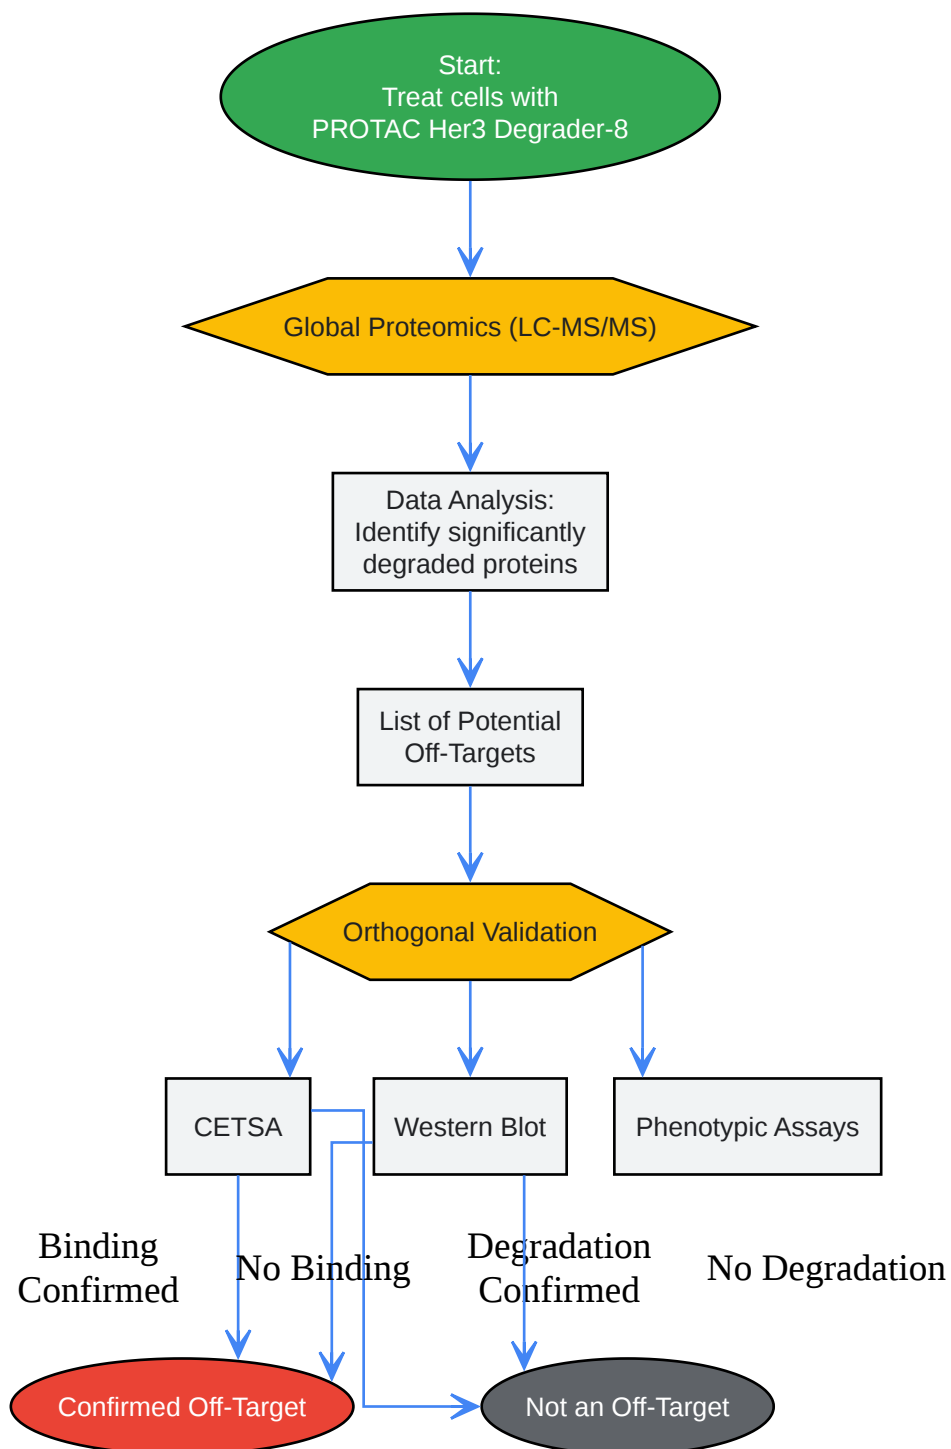 Start:
Treat cells with
PROTAC Her3 Degrader-8
Global Proteomics (LC-MS/MS)
Data Analysis:
Identify significantly
degraded proteins
List of Potential
Off-Targets
Orthogonal Validation
CETSA
Western Blot
Phenotypic Assays
Binding
Confirmed
No Binding
Degradation
Confirmed
No Degradation
Confirmed Off-Target
Not an Off-Target